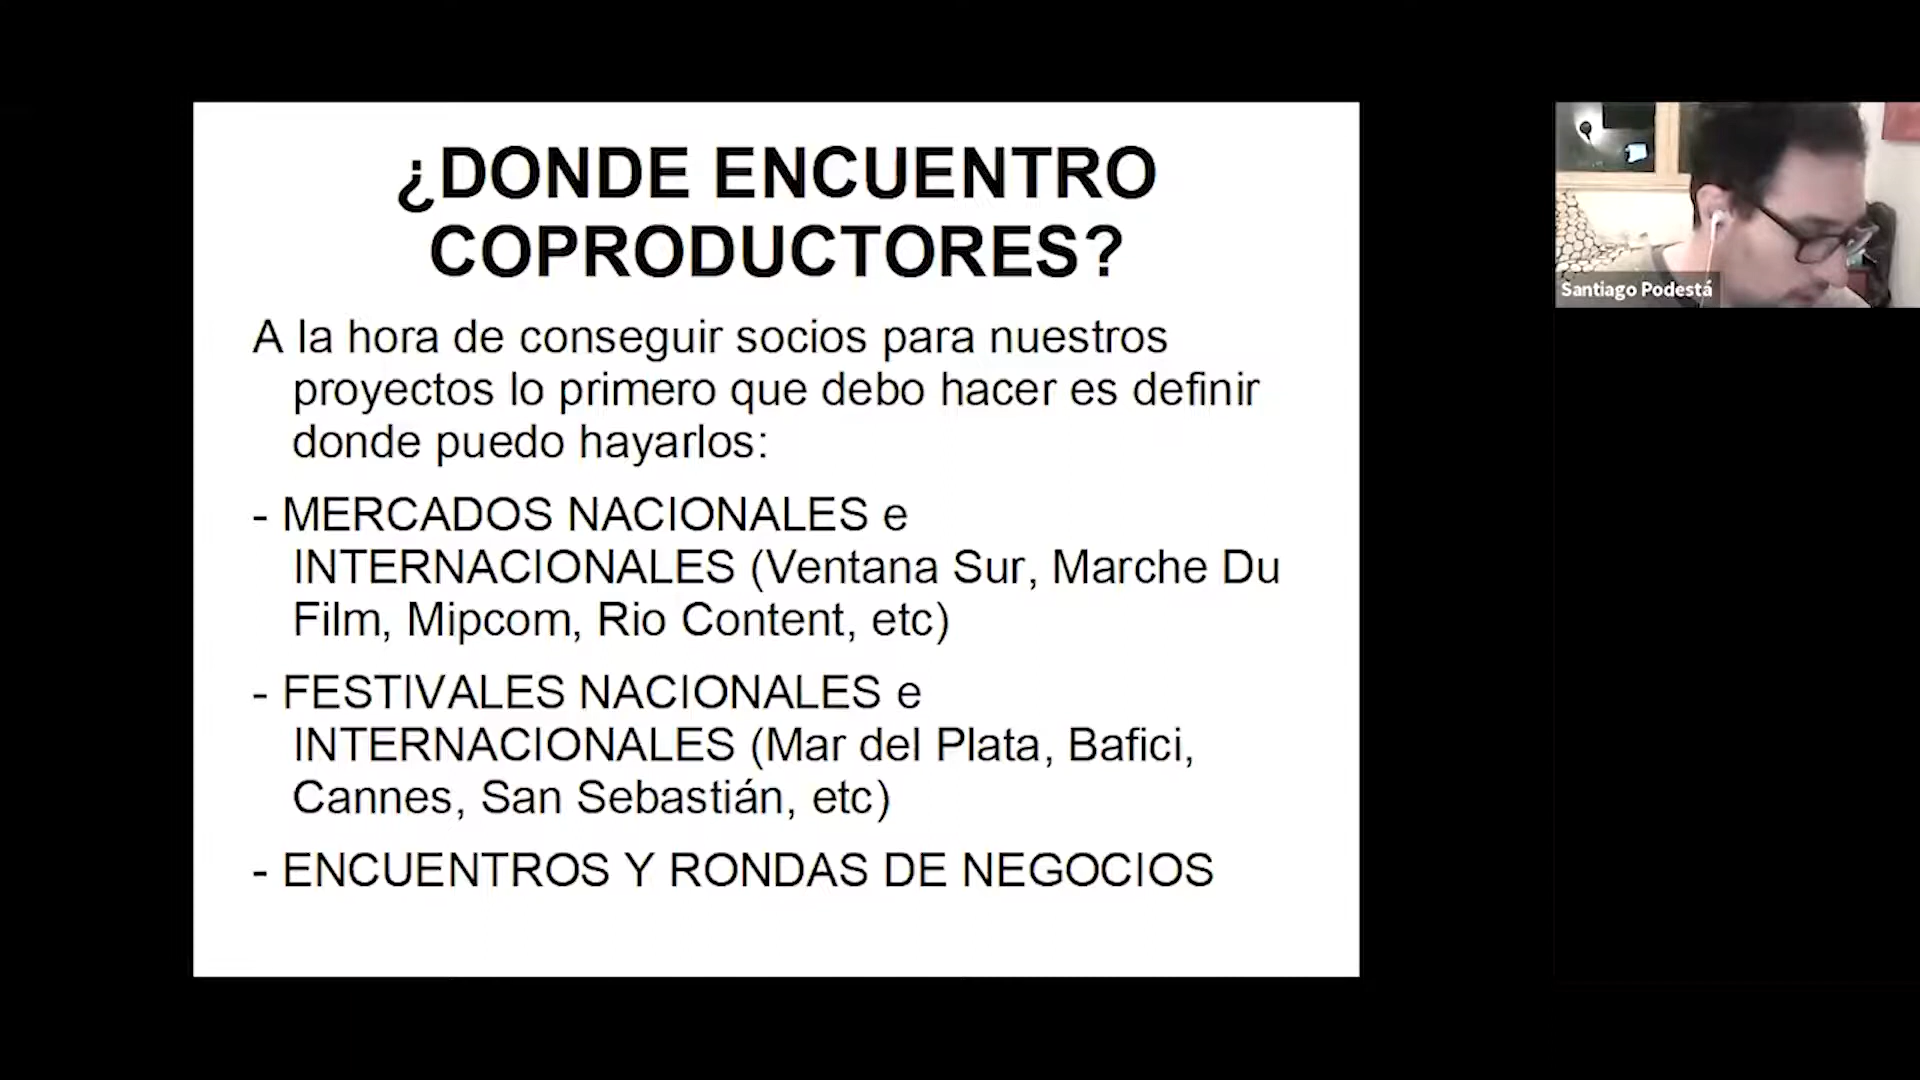 ¿DONDE ENCUENTRO
COPRODUCTORES?
A la hora de conseguir socios para nuestros
proyectos lo primero que debo hacer es definir
donde puedo hayarlos:
- MERCADOS NACIONALES e
INTERNACIONALES (Ventana Sur, Marche Du
Film, Mipcom, Rio Content, etc)
- FESTIVALES NACIONALES e
INTERNACIONALES (Mar del Plata, Bafici,
Cannes, San Sebastián, etc)
- ENCUENTROS Y RONDAS DE NEGOCIOS
Santiago Podestá